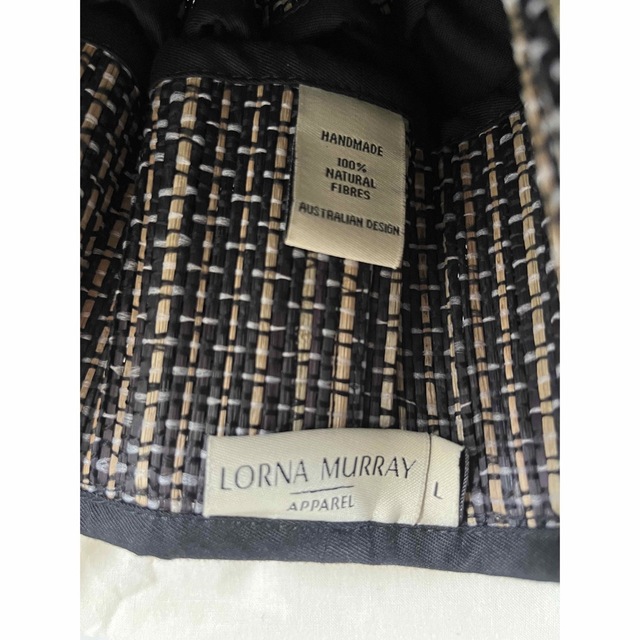 HANDMADE
100%
NATURAL
FIBRES
AUSTRALIAN DESIGN
LORNA MURRAY
APPAREL
L